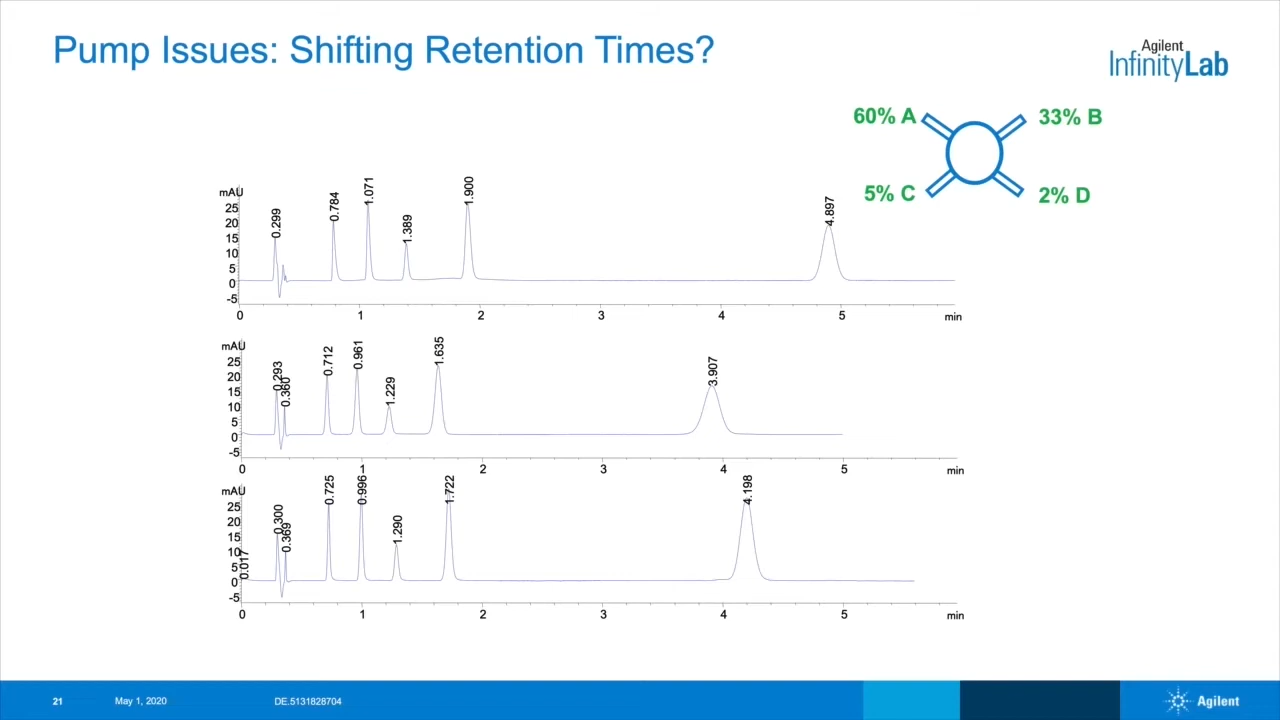 Pump Issues: Shifting Retention Times?
Agilent
InfinityLab
60% A
33% B
5% C
2% D
mAU
25
20
15
10
5
0
-5
0.299
0.784
1.071
1.389
1.900
4.897
0 1 2 3 4 5 min
mAU
25
20
15
10
5
0
-5
0.293
0.360
0.712
0.961
1.229
1.635
3.907
0 1 2 3 4 5 min
mAU
25
20
15
10
5
0
-5
0.017
0.300
0.369
0.725
0.996
1.290
1.722
4.198
0 1 2 3 4 5 min
21 May 1, 2020 DE.5131828704
Agilent